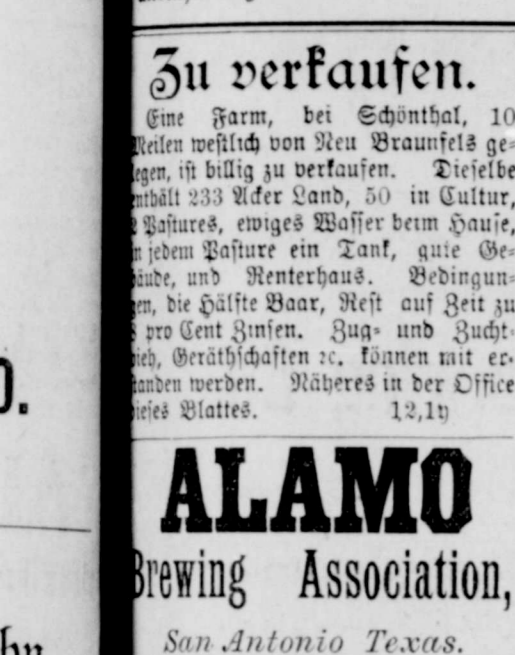 Zu verkaufen.
Eine Farm, bei Schönthal, 10
Meilen westlich von Neu Braunfels ge-
legen, ist billig zu verkaufen. Dieselbe
enthält 233 Acker Land, 50 in Cultur,
2 Pastures, ewiges Wasser beim Hause,
in jedem Pasture ein Tank, gute Ge-
bäude, und Renterhaus. Bedingun-
gen, die Hälfte Baar, Rest auf Zeit zu
pro Cent Zinsen. Zug- und Zucht-
vieh, Geräthschaften ꝛc. können mit er-
standen werden. Näheres in der Office
dieses Blattes. 12,1y
ALAMO
Brewing Association,
San Antonio Texas.